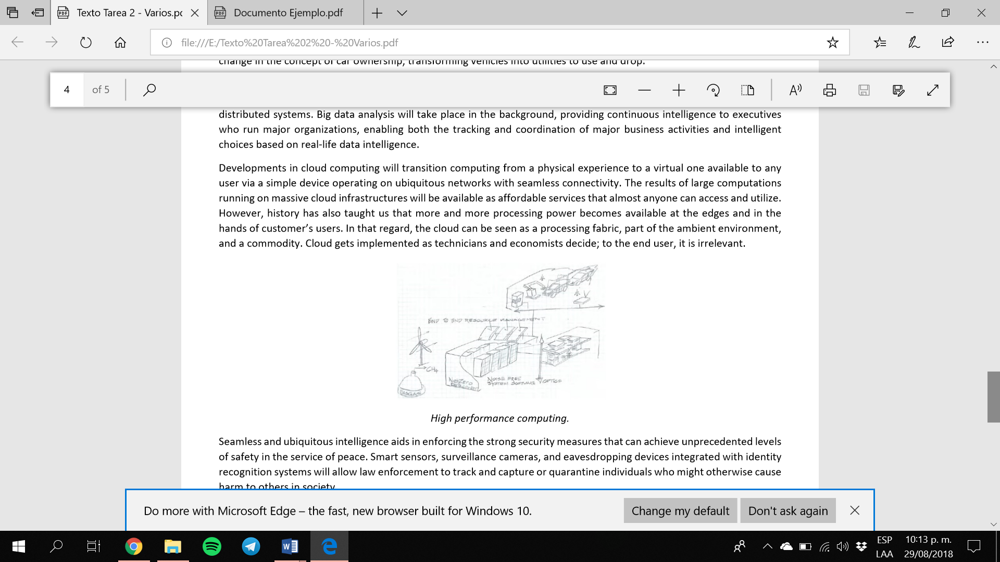 Texto Tarea 2 - Varios.pd
Documento Ejemplo.pdf
file:///E:/Texto%20Tarea%202%20-%20Varios.pdf
change in the concept of car ownership, transforming vehicles into utilities to use and drop.
4 of 5
distributed systems. Big data analysis will take place in the background, providing continuous intelligence to executives
who run major organizations, enabling both the tracking and coordination of major business activities and intelligent
choices based on real-life data intelligence.
Developments in cloud computing will transition computing from a physical experience to a virtual one available to any
user via a simple device operating on ubiquitous networks with seamless connectivity. The results of large computations
running on massive cloud infrastructures will be available as affordable services that almost anyone can access and utilize.
However, history has also taught us that more and more processing power becomes available at the edges and in the
hands of customer’s users. In that regard, the cloud can be seen as a processing fabric, part of the ambient environment,
and a commodity. Cloud gets implemented as technicians and economists decide; to the end user, it is irrelevant.
END TO END RESOURCE MANAGEMENT
CH4
NetZero
Datacenter
NOISE FREE
SYSTEM SOFTWARE
OPTICS
BIOGAS
High performance computing.
Seamless and ubiquitous intelligence aids in enforcing the strong security measures that can achieve unprecedented levels
of safety in the service of peace. Smart sensors, surveillance cameras, and eavesdropping devices integrated with identity
recognition systems will allow law enforcement to track and capture or quarantine individuals who might otherwise cause
harm to others in society.
Do more with Microsoft Edge – the fast, new browser built for Windows 10.
Change my default
Don't ask again
ESP
LAA
10:13 p. m.
29/08/2018